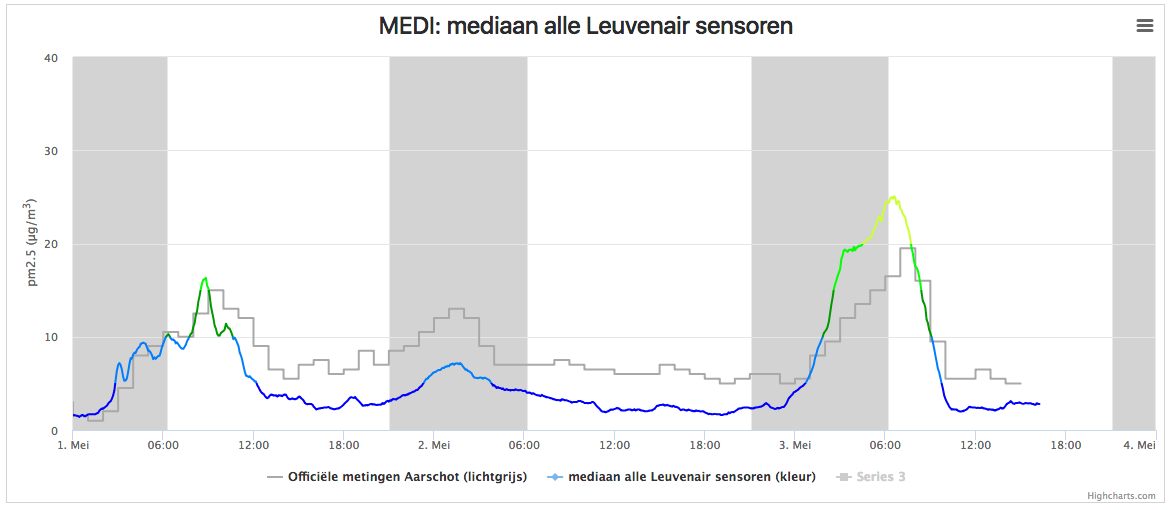 MEDI: mediaan alle Leuvenair sensoren
pm2.5 (µg/m³)
40
30
20
10
0
1. Mei 06:00 12:00 18:00 2. Mei 06:00 12:00 18:00 3. Mei 06:00 12:00 18:00 4. Mei
Officiële metingen Aarschot (lichtgrijs) mediaan alle Leuvenair sensoren (kleur) Series 3
Highcharts.com